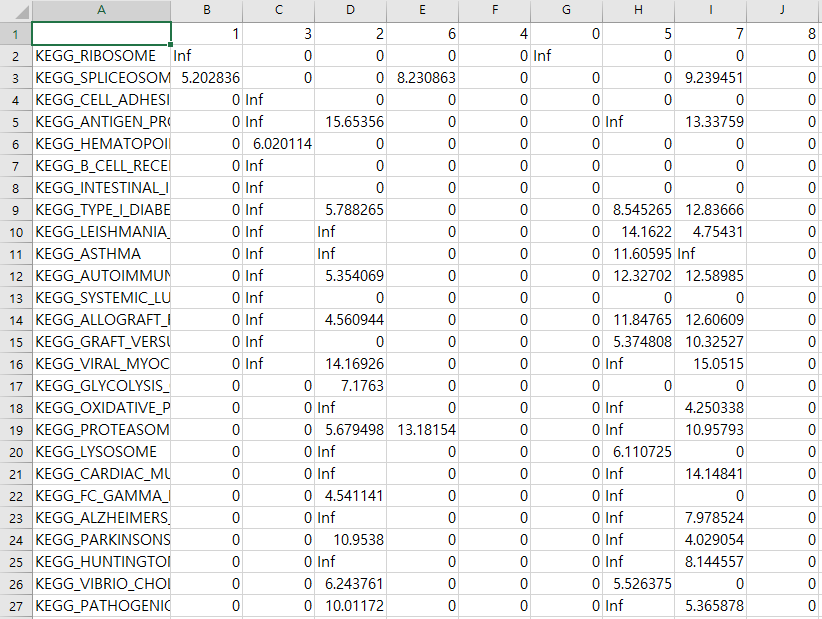 A B C D E F G H I J
1 1 3 2 6 4 0 5 7 8
2 KEGG_RIBOSOME Inf 0 0 0 0 Inf 0 0 0
3 KEGG_SPLICEOSOM 5.202836 0 0 8.230863 0 0 0 9.239451 0
4 KEGG_CELL_ADHESI 0 Inf 0 0 0 0 0 0 0
5 KEGG_ANTIGEN_PRO 0 Inf 15.65356 0 0 0 Inf 13.33759 0
6 KEGG_HEMATOPOI 0 6.020114 0 0 0 0 0 0 0
7 KEGG_B_CELL_RECE 0 Inf 0 0 0 0 0 0 0
8 KEGG_INTESTINAL_I 0 Inf 0 0 0 0 0 0 0
9 KEGG_TYPE_I_DIABE 0 Inf 5.788265 0 0 0 8.545265 12.83666 0
10 KEGG_LEISHMANIA_ 0 Inf Inf 0 0 0 14.1622 4.75431 0
11 KEGG_ASTHMA 0 Inf Inf 0 0 0 11.60595 Inf 0
12 KEGG_AUTOIMMUN 0 Inf 5.354069 0 0 0 12.32702 12.58985 0
13 KEGG_SYSTEMIC_LU 0 Inf 0 0 0 0 0 0 0
14 KEGG_ALLOGRAFT_R 0 Inf 4.560944 0 0 0 11.84765 12.60609 0
15 KEGG_GRAFT_VERSU 0 Inf 0 0 0 0 5.374808 10.32527 0
16 KEGG_VIRAL_MYOC 0 Inf 14.16926 0 0 0 Inf 15.0515 0
17 KEGG_GLYCOLYSIS_ 0 0 7.1763 0 0 0 0 0 0
18 KEGG_OXIDATIVE_P 0 0 Inf 0 0 0 Inf 4.250338 0
19 KEGG_PROTEASOM 0 0 5.679498 13.18154 0 0 Inf 10.95793 0
20 KEGG_LYSOSOME 0 0 Inf 0 0 0 6.110725 0 0
21 KEGG_CARDIAC_MU 0 0 Inf 0 0 0 Inf 14.14841 0
22 KEGG_FC_GAMMA_ 0 0 4.541141 0 0 0 Inf 0 0
23 KEGG_ALZHEIMERS_ 0 0 Inf 0 0 0 Inf 7.978524 0
24 KEGG_PARKINSONS 0 0 10.9538 0 0 0 Inf 4.029054 0
25 KEGG_HUNTINGTON 0 0 Inf 0 0 0 Inf 8.144557 0
26 KEGG_VIBRIO_CHOL 0 0 6.243761 0 0 0 5.526375 0 0
27 KEGG_PATHOGENIC 0 0 10.01172 0 0 0 Inf 5.365878 0